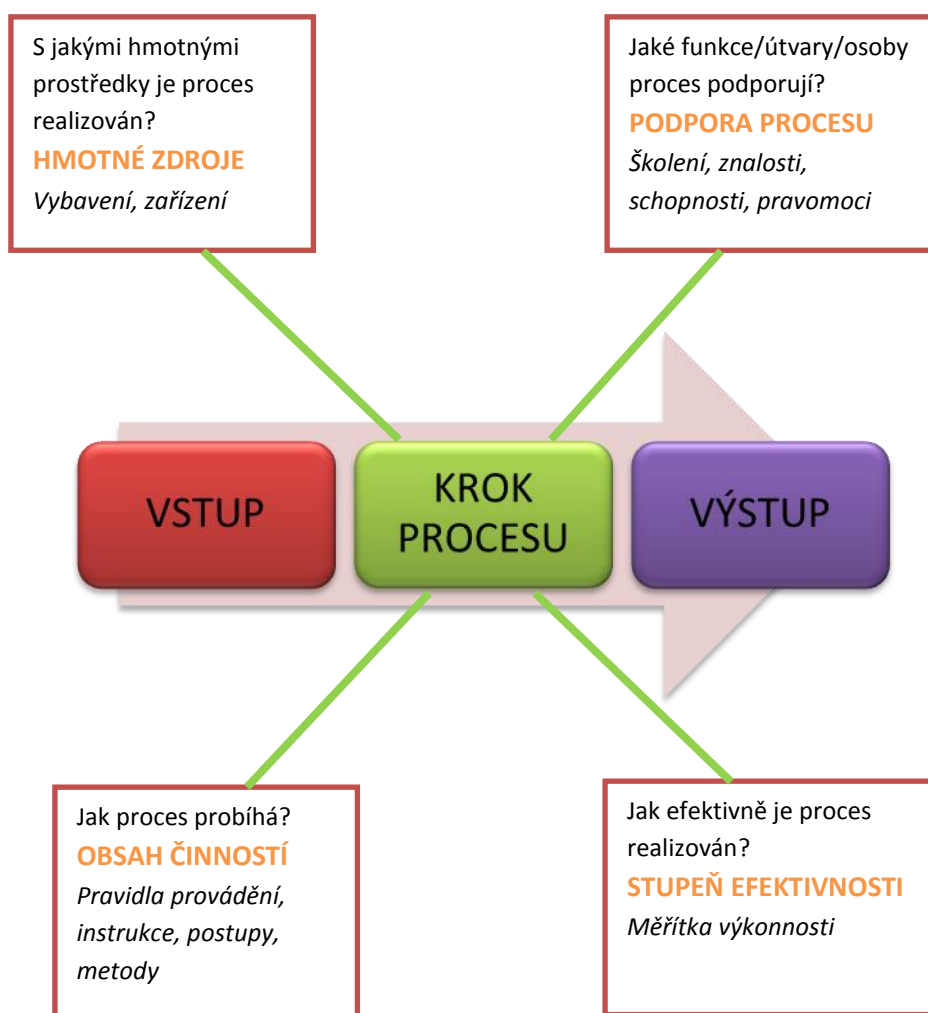 S jakými hmotnými
prostředky je proces
realizován?
HMOTNÉ ZDROJE
Vybavení, zařízení
Jaké funkce/útvary/osoby
proces podporují?
PODPORA PROCESU
Školení, znalosti,
schopnosti, pravomoci
VSTUP
KROK
PROCESU
VÝSTUP
Jak proces probíhá?
OBSAH ČINNOSTÍ
Pravidla provádění,
instrukce, postupy,
metody
Jak efektivně je proces
realizován?
STUPEŇ EFEKTIVNOSTI
Měřítka výkonnosti